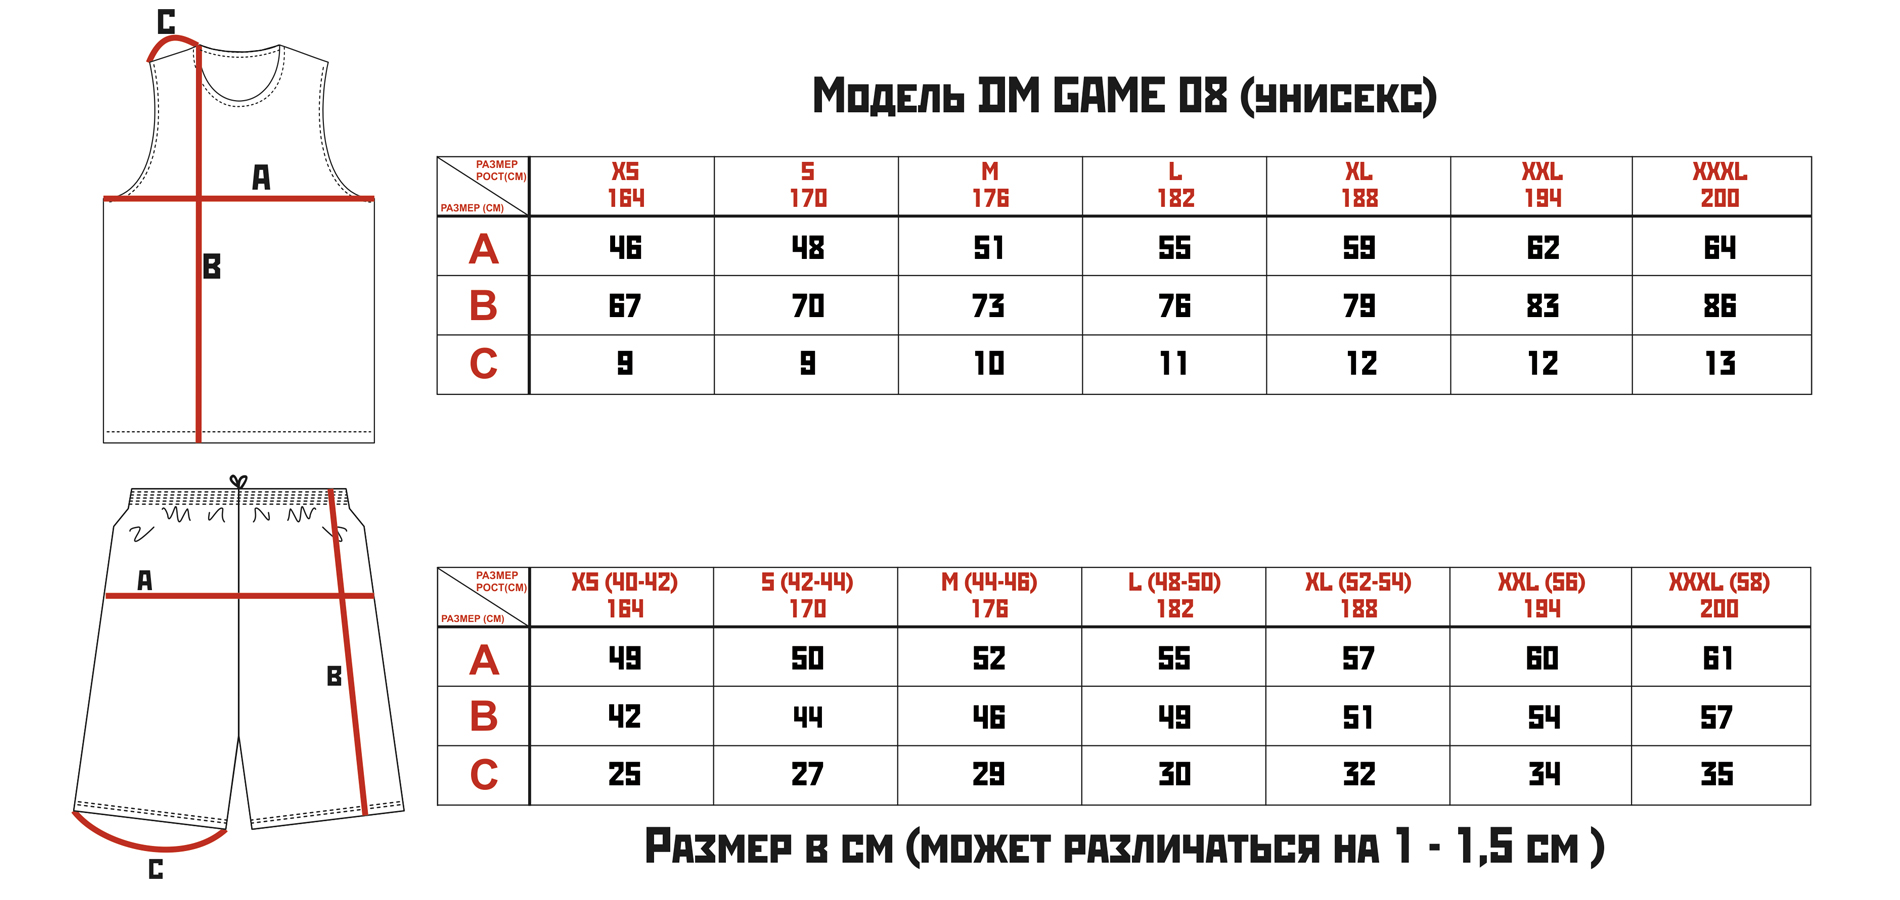 C
A
B
Модель DM GAME 08 (унисекс)
РАЗМЕР РОСТ(СМ) XS S M L XL XXL XXXL
РАЗМЕР (СМ) 164 170 176 182 188 194 200
A 46 48 51 55 59 62 64
B 67 70 73 76 79 83 86
C 9 9 10 11 12 12 13
A
B
C
РАЗМЕР РОСТ(СМ) XS (40-42) S (42-44) M (44-46) L (48-50) XL (52-54) XXL (56) XXXL (58)
РАЗМЕР (СМ) 164 170 176 182 188 194 200
A 49 50 52 55 57 60 61
B 42 44 46 49 51 54 57
C 25 27 29 30 32 34 35
Размер в см (может различаться на 1 - 1,5 см )